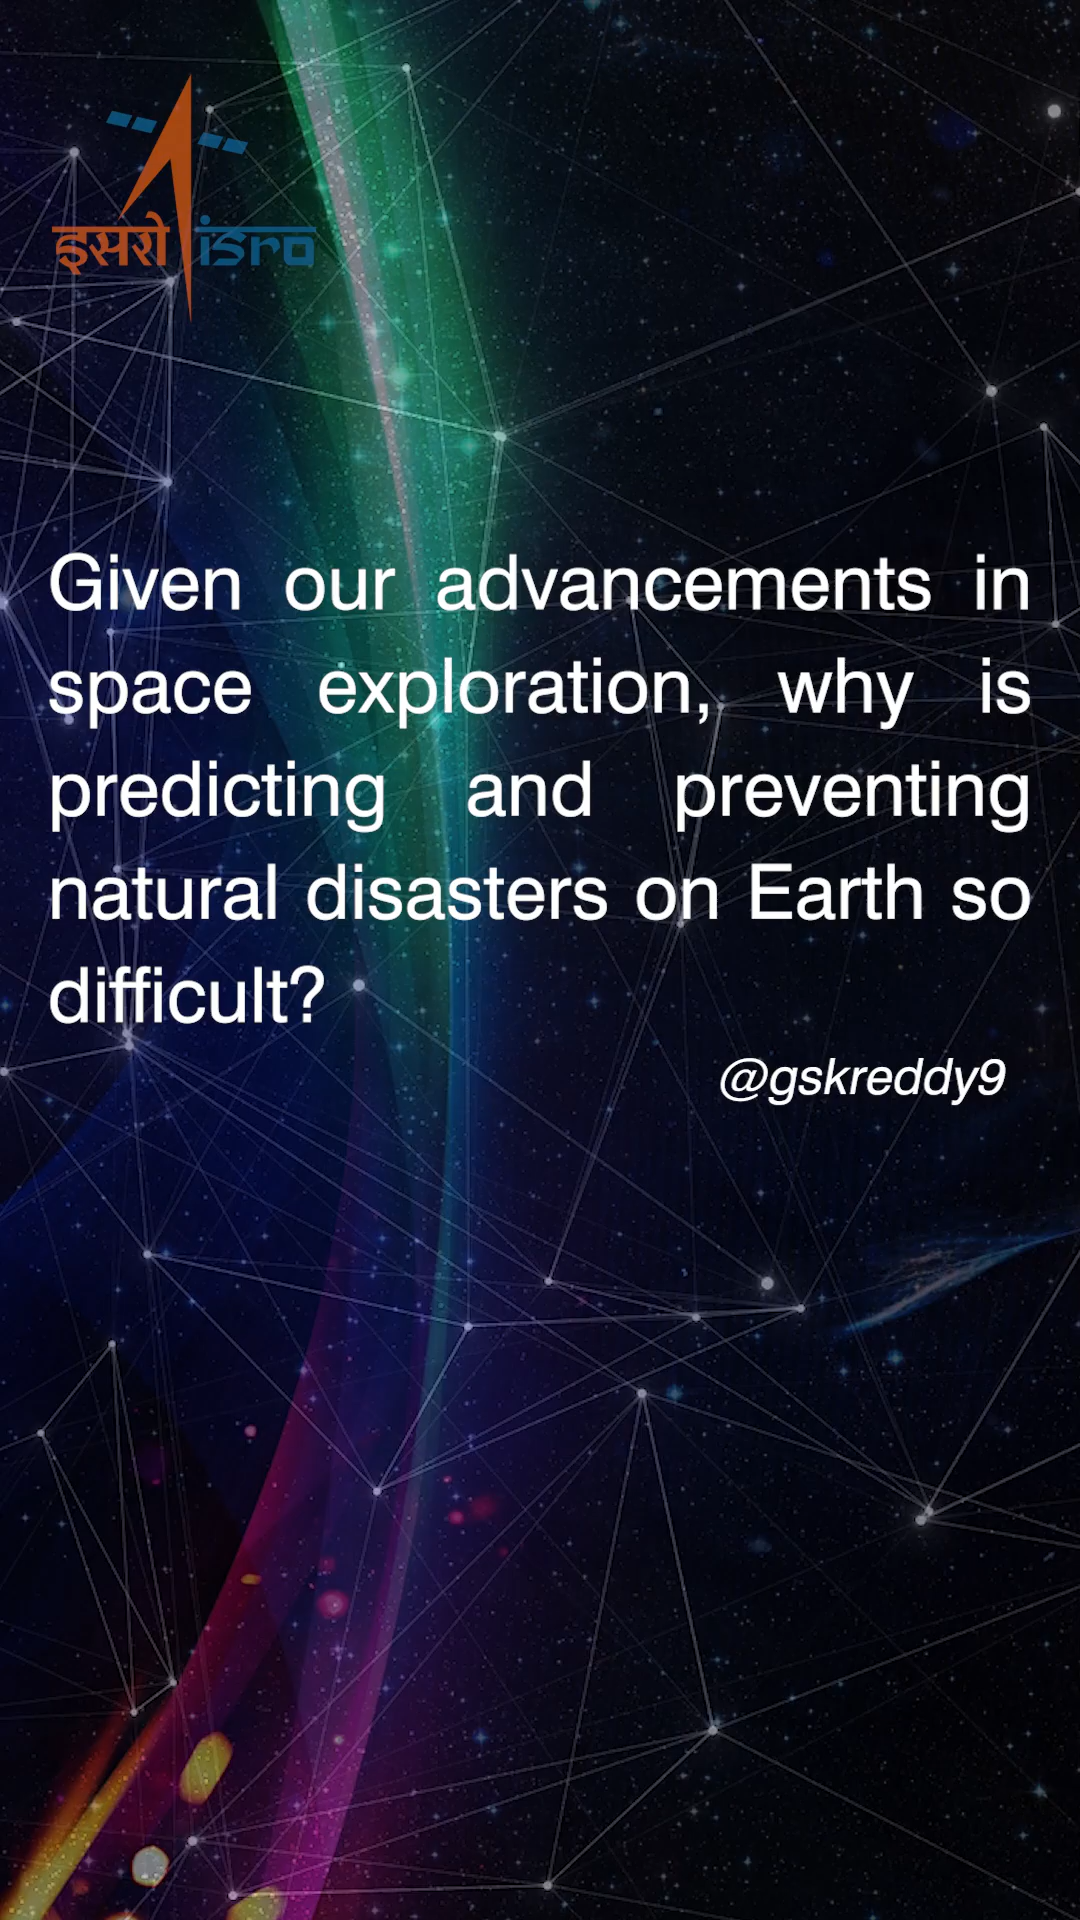 इसरो isro
Given our advancements in
space exploration, why is
predicting and preventing
natural disasters on Earth so
difficult?
@gskreddy9